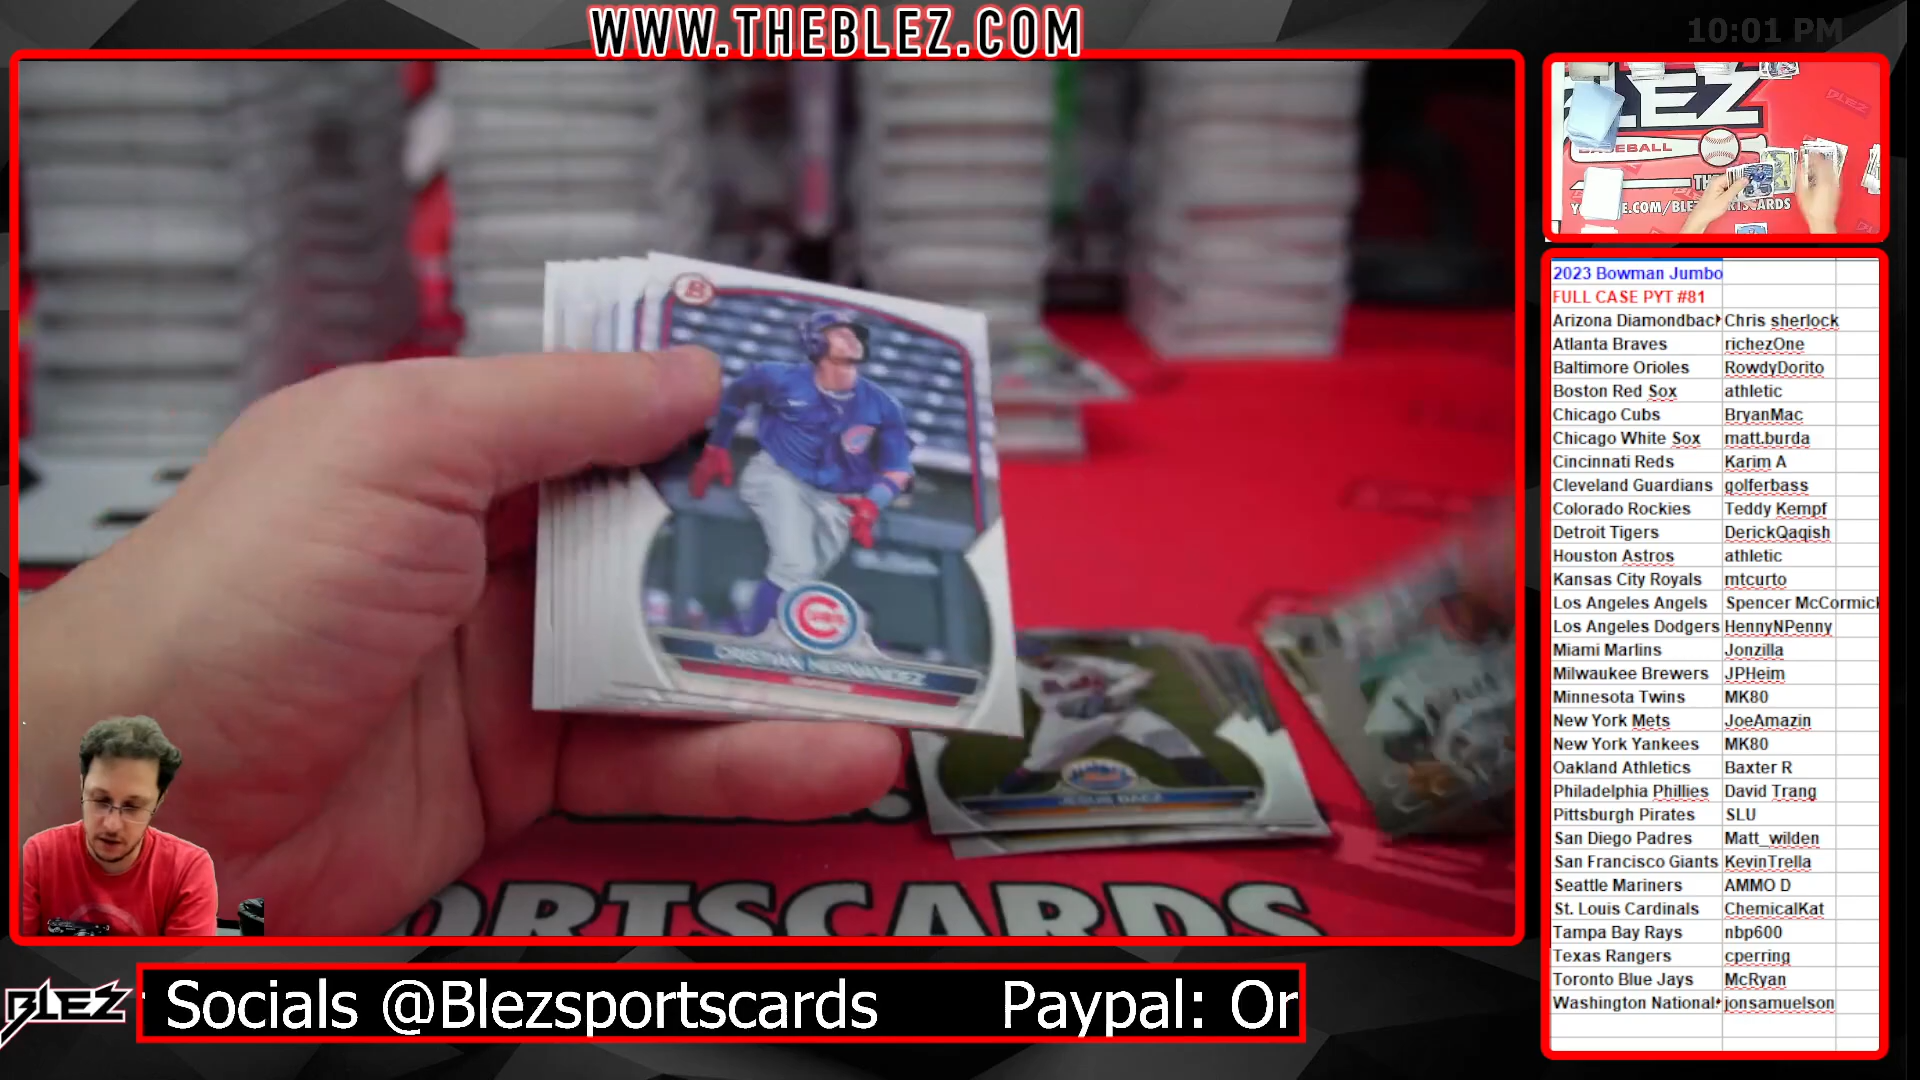 WWW.THEBLEZ.COM
10:01 PM
BLEZ
BASEBALL
2023 Bowman Jumbo
FULL CASE PYT #81
Arizona Diamondbac Chris sherlock
Atlanta Braves richezOne
Baltimore Orioles RowdyDorito
Boston Red Sox athletic
Chicago Cubs BryanMac
Chicago White Sox matt.burda
Cincinnati Reds Karim A
Cleveland Guardians golferbass
Colorado Rockies Teddy Kempf
Detroit Tigers DerickQaqish
Houston Astros athletic
Kansas City Royals mtcurto
Los Angeles Angels Spencer McCormick
Los Angeles Dodgers HennyNPenny
Miami Marlins Jonzilla
Milwaukee Brewers JPHeim
Minnesota Twins MK80
New York Mets JoeAmazin
New York Yankees MK80
Oakland Athletics Baxter R
Philadelphia Phillies David Trang
Pittsburgh Pirates SLU
San Diego Padres Matt_wilden
San Francisco Giants KevinTrella
Seattle Mariners AMMO D
St. Louis Cardinals ChemicalKat
Tampa Bay Rays nbp600
Texas Rangers cperring
Toronto Blue Jays McRyan
Washington National jonsamuelson
B
CRISTIAN HERNANDEZ
ORTSCARDS
BLEZ
Socials @Blezsportscards Paypal: Or